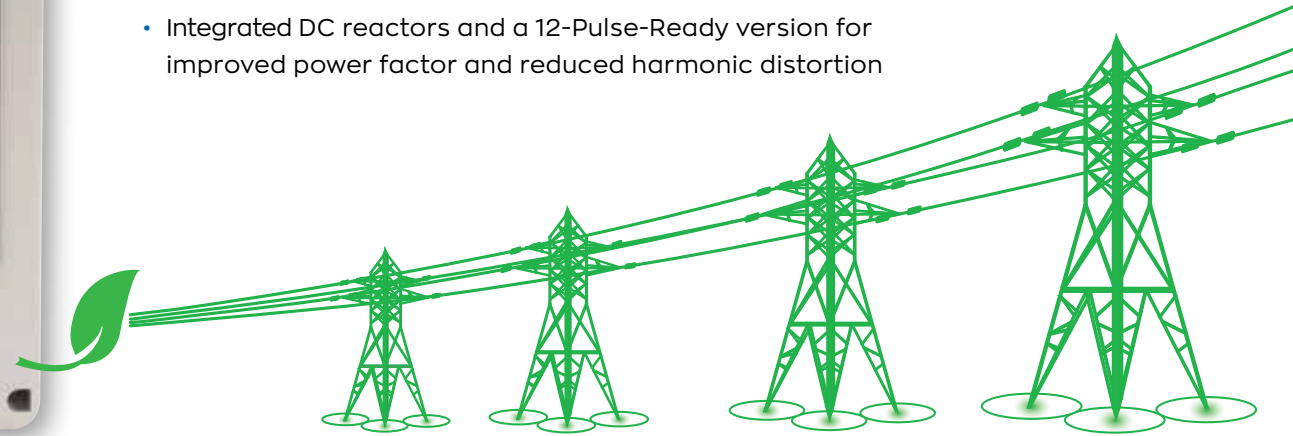 • Integrated DC reactors and a 12-Pulse-Ready version for
improved power factor and reduced harmonic distortion